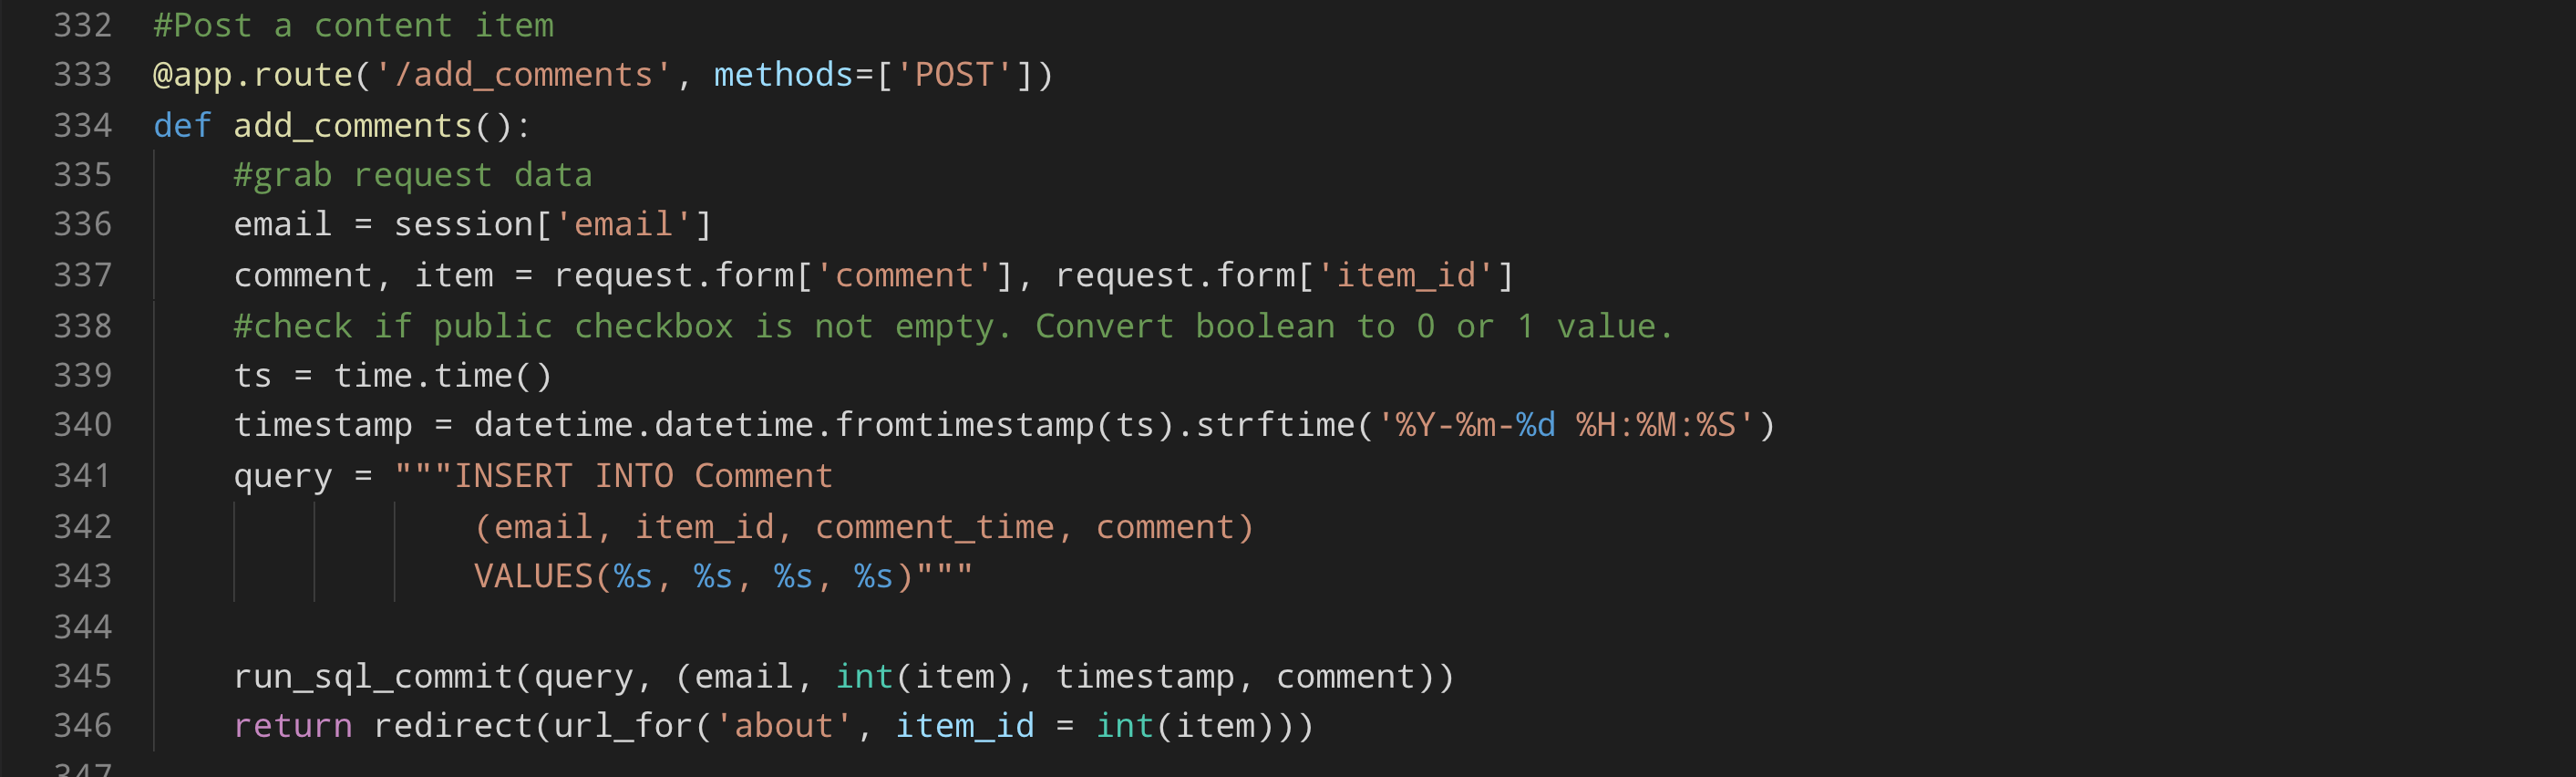 332 #Post a content item
333 @app.route('/add_comments', methods=['POST'])
334 def add_comments():
335     #grab request data
336     email = session['email']
337     comment, item = request.form['comment'], request.form['item_id']
338     #check if public checkbox is not empty. Convert boolean to 0 or 1 value.
339     ts = time.time()
340     timestamp = datetime.datetime.fromtimestamp(ts).strftime('%Y-%m-%d %H:%M:%S')
341     query = """INSERT INTO Comment
342                 (email, item_id, comment_time, comment)
343                 VALUES(%s, %s, %s, %s)"""
344
345     run_sql_commit(query, (email, int(item), timestamp, comment))
346     return redirect(url_for('about', item_id = int(item)))
347